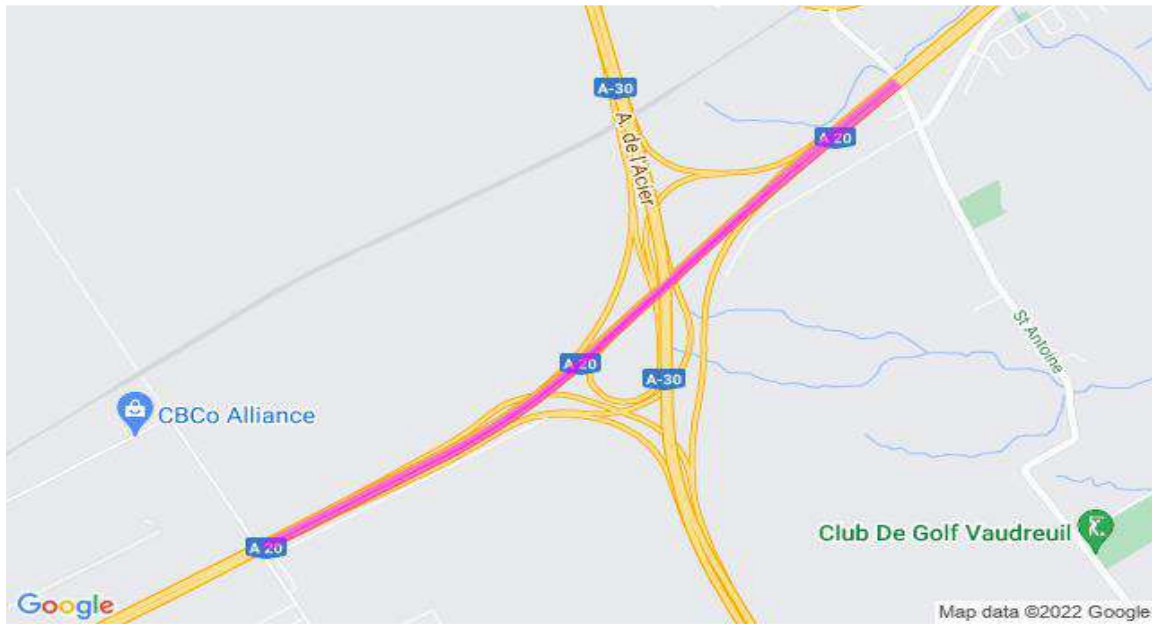 A-30
A. de l'Acier
A 20
St Antoine
A 20
A-30
CBCo Alliance
Club De Golf Vaudreuil
A 20
Google
Map data ©2022 Google